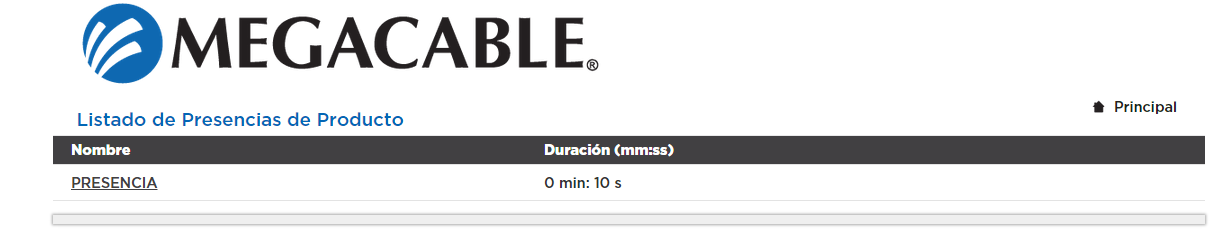 MEGACABLE®
Principal
Listado de Presencias de Producto
Nombre Duración (mm:ss)
PRESENCIA 0 min: 10 s